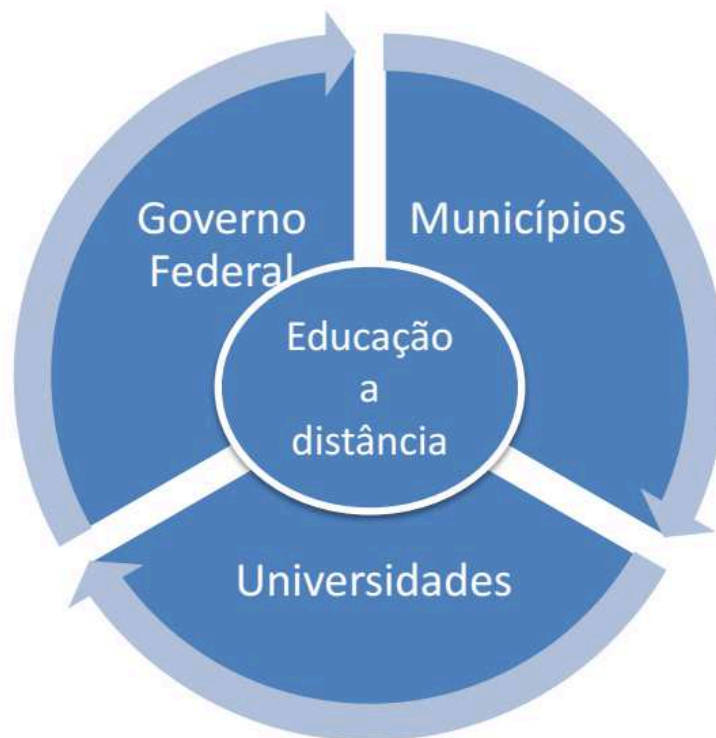 Governo
Federal
Municípios
Educação
a
distância
Universidades